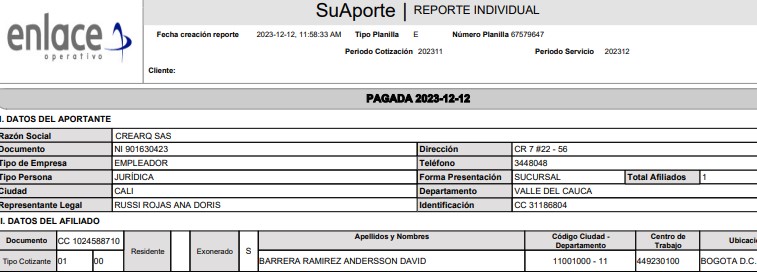 enlace
operativo
SuAporte | REPORTE INDIVIDUAL
Fecha creación reporte 2023-12-12, 11:58:33 AM Tipo Planilla E Número Planilla 67579647
Periodo Cotización 202311 Periodo Servicio 202312
Cliente:
PAGADA 2023-12-12
I. DATOS DEL APORTANTE
Razón Social CREARQ SAS
Documento NI 901630423 Dirección CR 7 #22 - 56
Tipo de Empresa EMPLEADOR Teléfono 3448048
Tipo Persona JURÍDICA Forma Presentación SUCURSAL Total Afiliados 1
Ciudad CALI Departamento VALLE DEL CAUCA
Representante Legal RUSSI ROJAS ANA DORIS Identificación CC 31186804
I. DATOS DEL AFILIADO
Documento CC 1024588710 Residente Exonerado S Apellidos y Nombres Código Ciudad - Departamento Centro de Trabajo Ubicació
Tipo Cotizante 01 00 BARRERA RAMIREZ ANDERSSON DAVID 11001000 - 11 449230100 BOGOTA D.C.